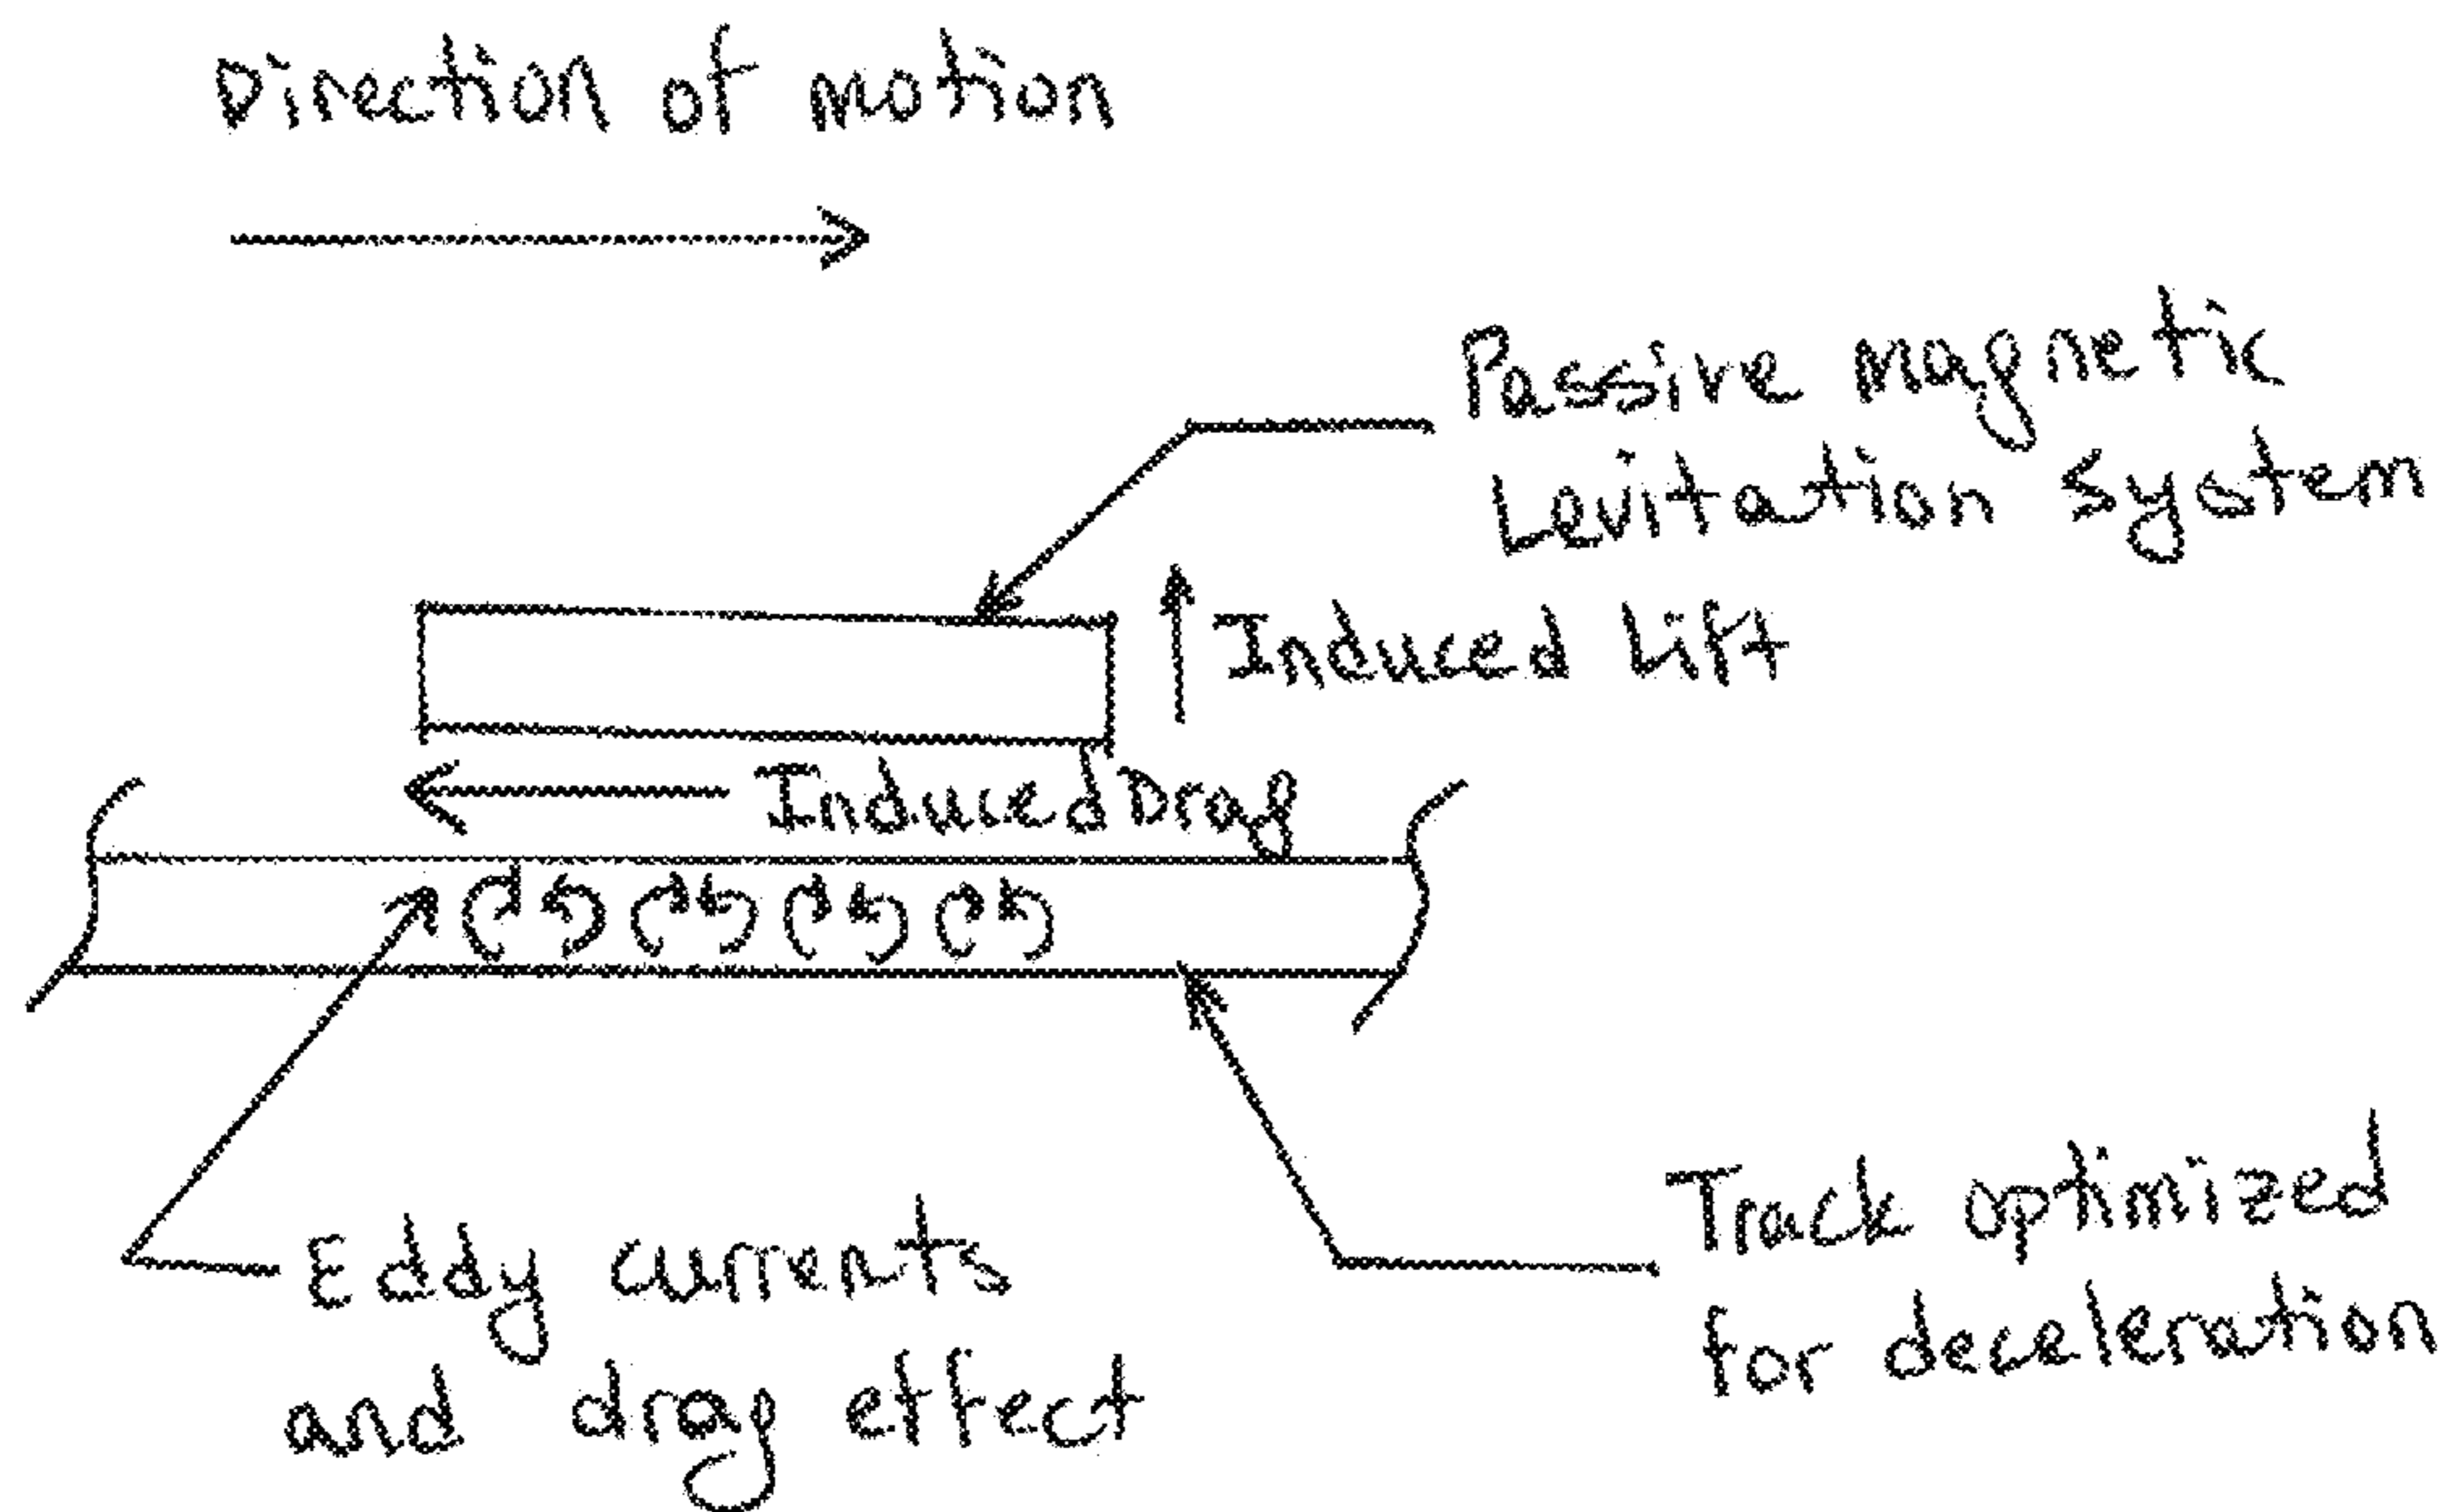 Direction of motion
Passive magnetic
Levitation system
Induced Lift
Induced Drag
Eddy currents
and drag effect
Track optimized
for deceleration